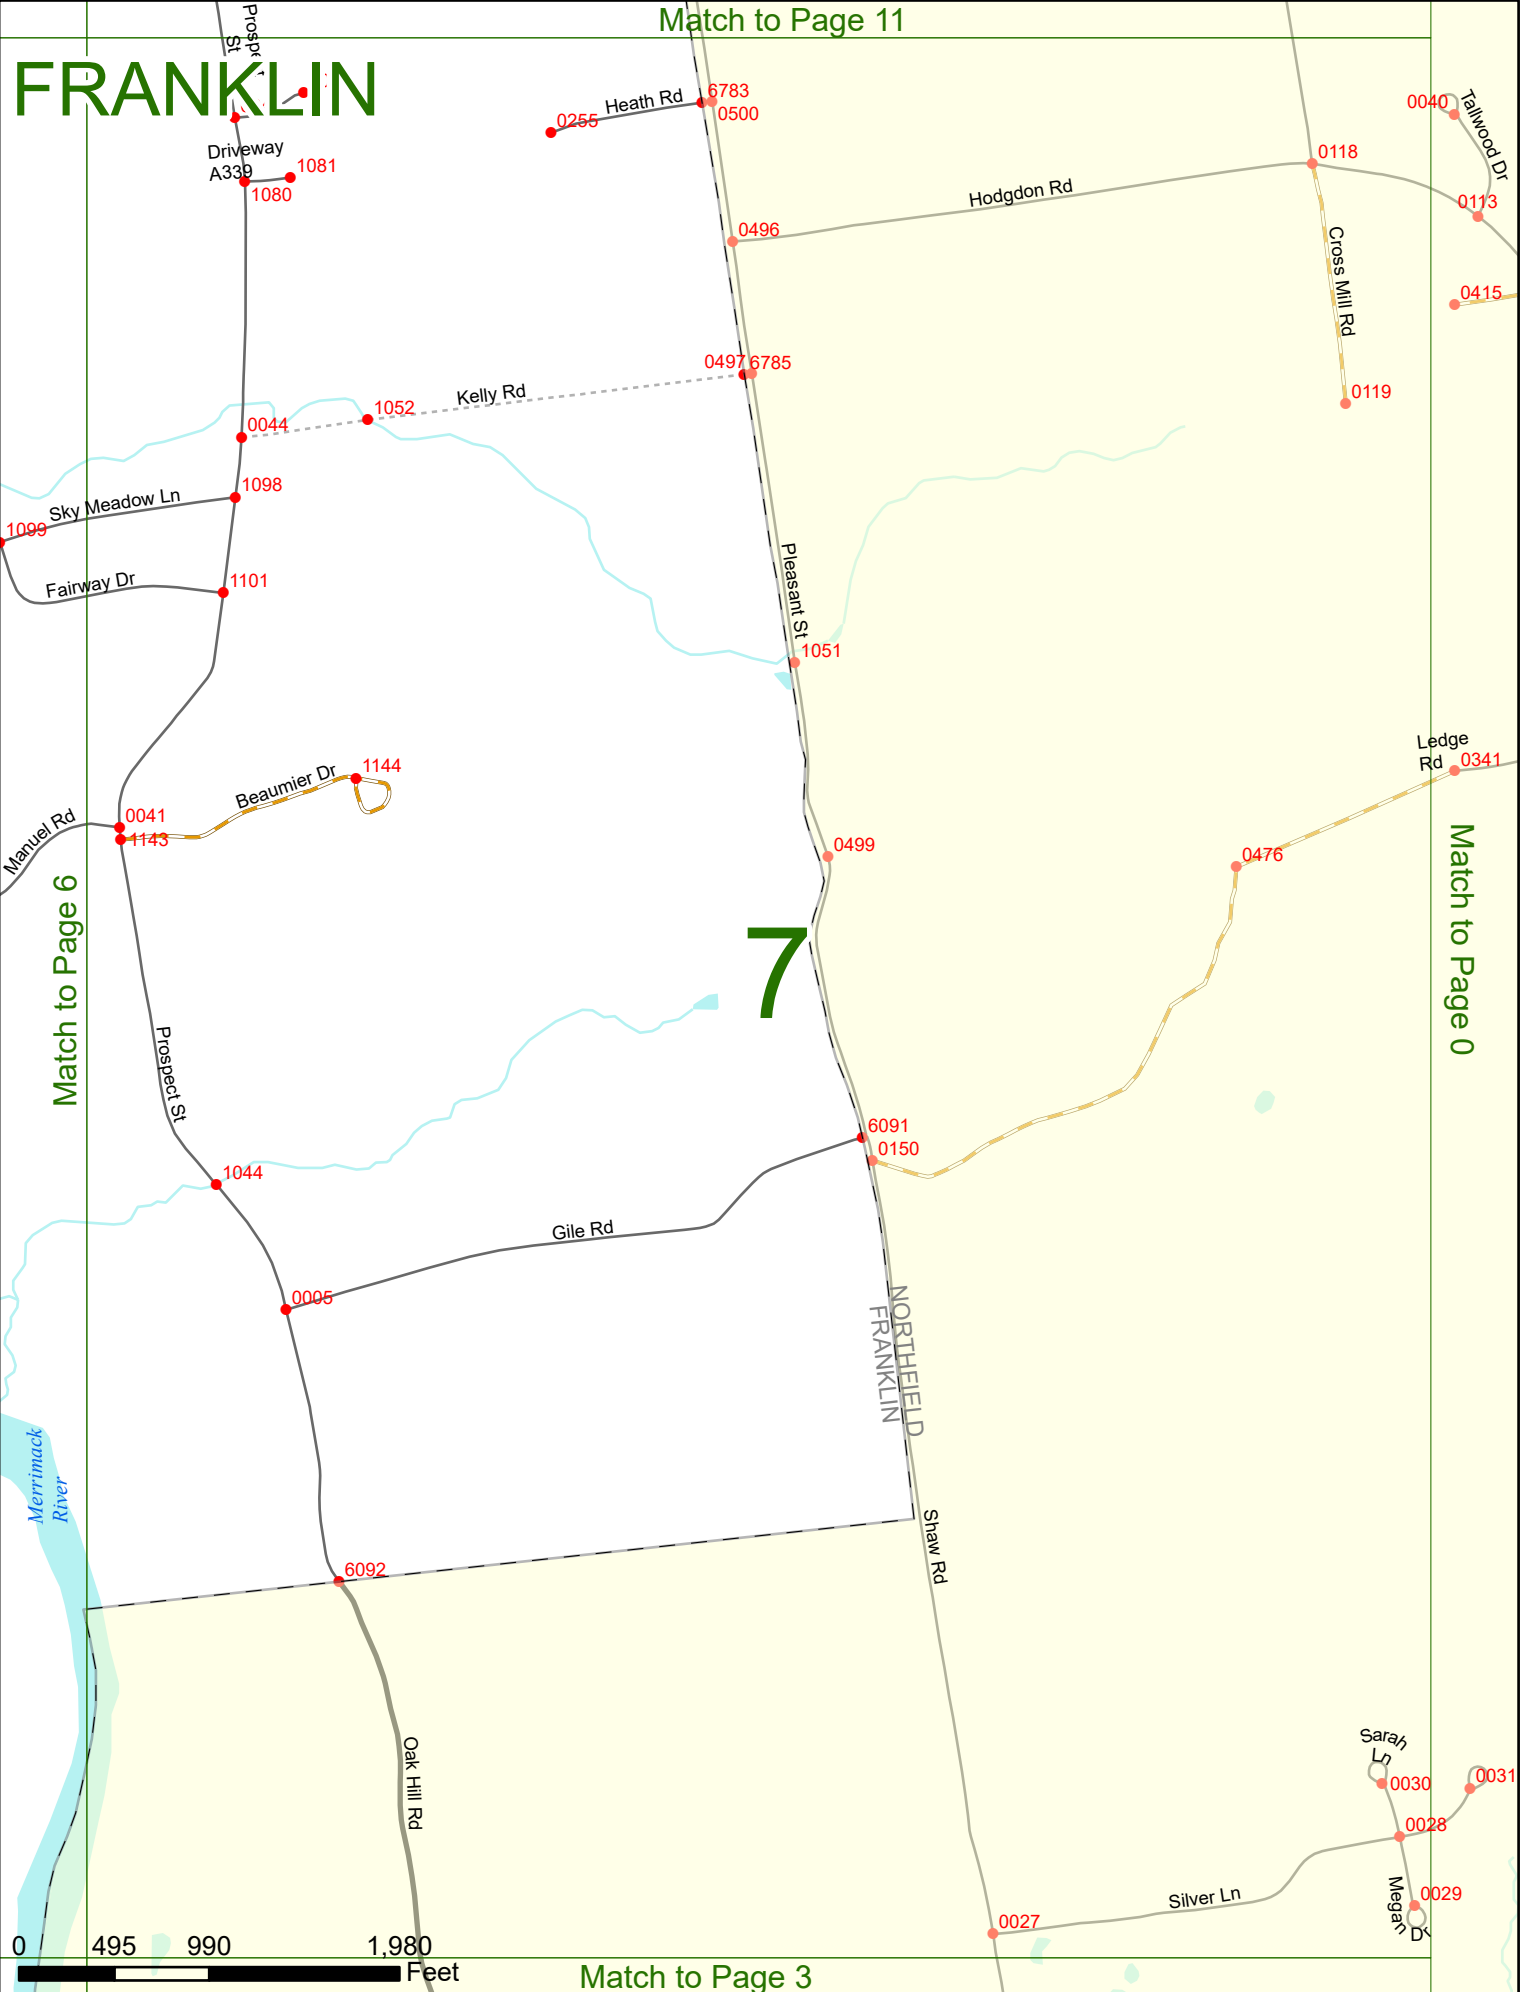 Match to Page 11
FRANKLIN
St
Heath Rd
6783
0500
0255
Driveway
A339
1081
1080
0040
Tallwood Dr
0118
0113
Hodgdon Rd
0496
Cross Mill Rd
0415
0497
6785
Kelly Rd
1052
0119
0044
1098
Sky Meadow Ln
1099
Fairway Dr
1101
Pleasant St
1051
Ledge
Rd
0341
Beaumier Dr
1144
0041
1143
Manuel Rd
0499
0476
Match to Page 6
Match to Page 0
7
Prospect St
6091
0150
1044
Gile Rd
0005
NORTHFIELD
FRANKLIN
Merrimack
River
Shaw Rd
6092
Oak Hill Rd
Sarah
Ln
0030
0031
0028
Megan
Dr
0029
Silver Ln
0027
0 495 990 1,980
Feet
Match to Page 3